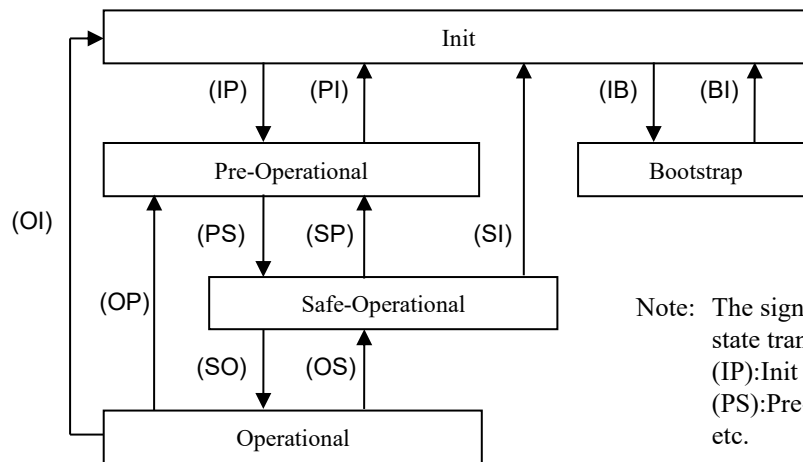 Init
(IP) (PI) (IB) (BI)
Pre-Operational Bootstrap
(OI) (PS) (SP) (SI)
(OP) Safe-Operational
Note: The sign
state tran
(SO) (OS) (IP):Init
(PS):Pre
Operational etc.